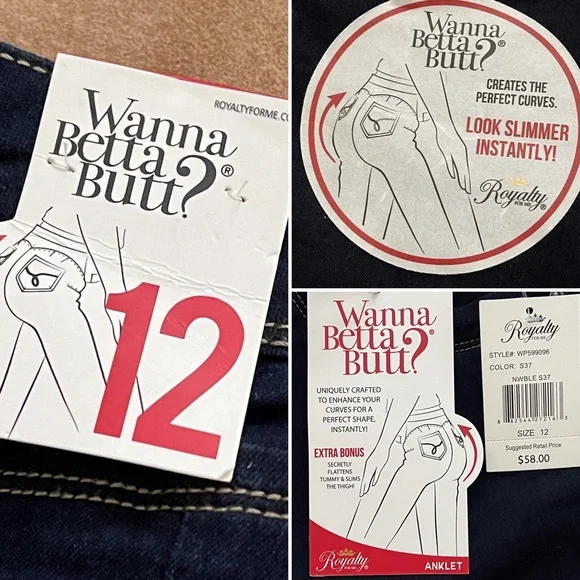 ROYALTYFORME.CO
Wanna
Betta
Butt?®
12
Wanna
Betta
Butt?®
CREATES THE
PERFECT CURVES.
LOOK SLIMMER
INSTANTLY!
Royalty
FOR ME
Wanna
Betta
Butt?®
UNIQUELY CRAFTED
TO ENHANCE YOUR
CURVES FOR A
PERFECT SHAPE,
INSTANTLY!
EXTRA BONUS
SECRETLY
FLATTENS
TUMMY & SLIMS
THE THIGH!
Royalty
FOR ME
ANKLET
Royalty
FOR ME
STYLE#: WP599096
COLOR: S37
NWBLE S37
SIZE 12
Suggested Retail Price
$58.00